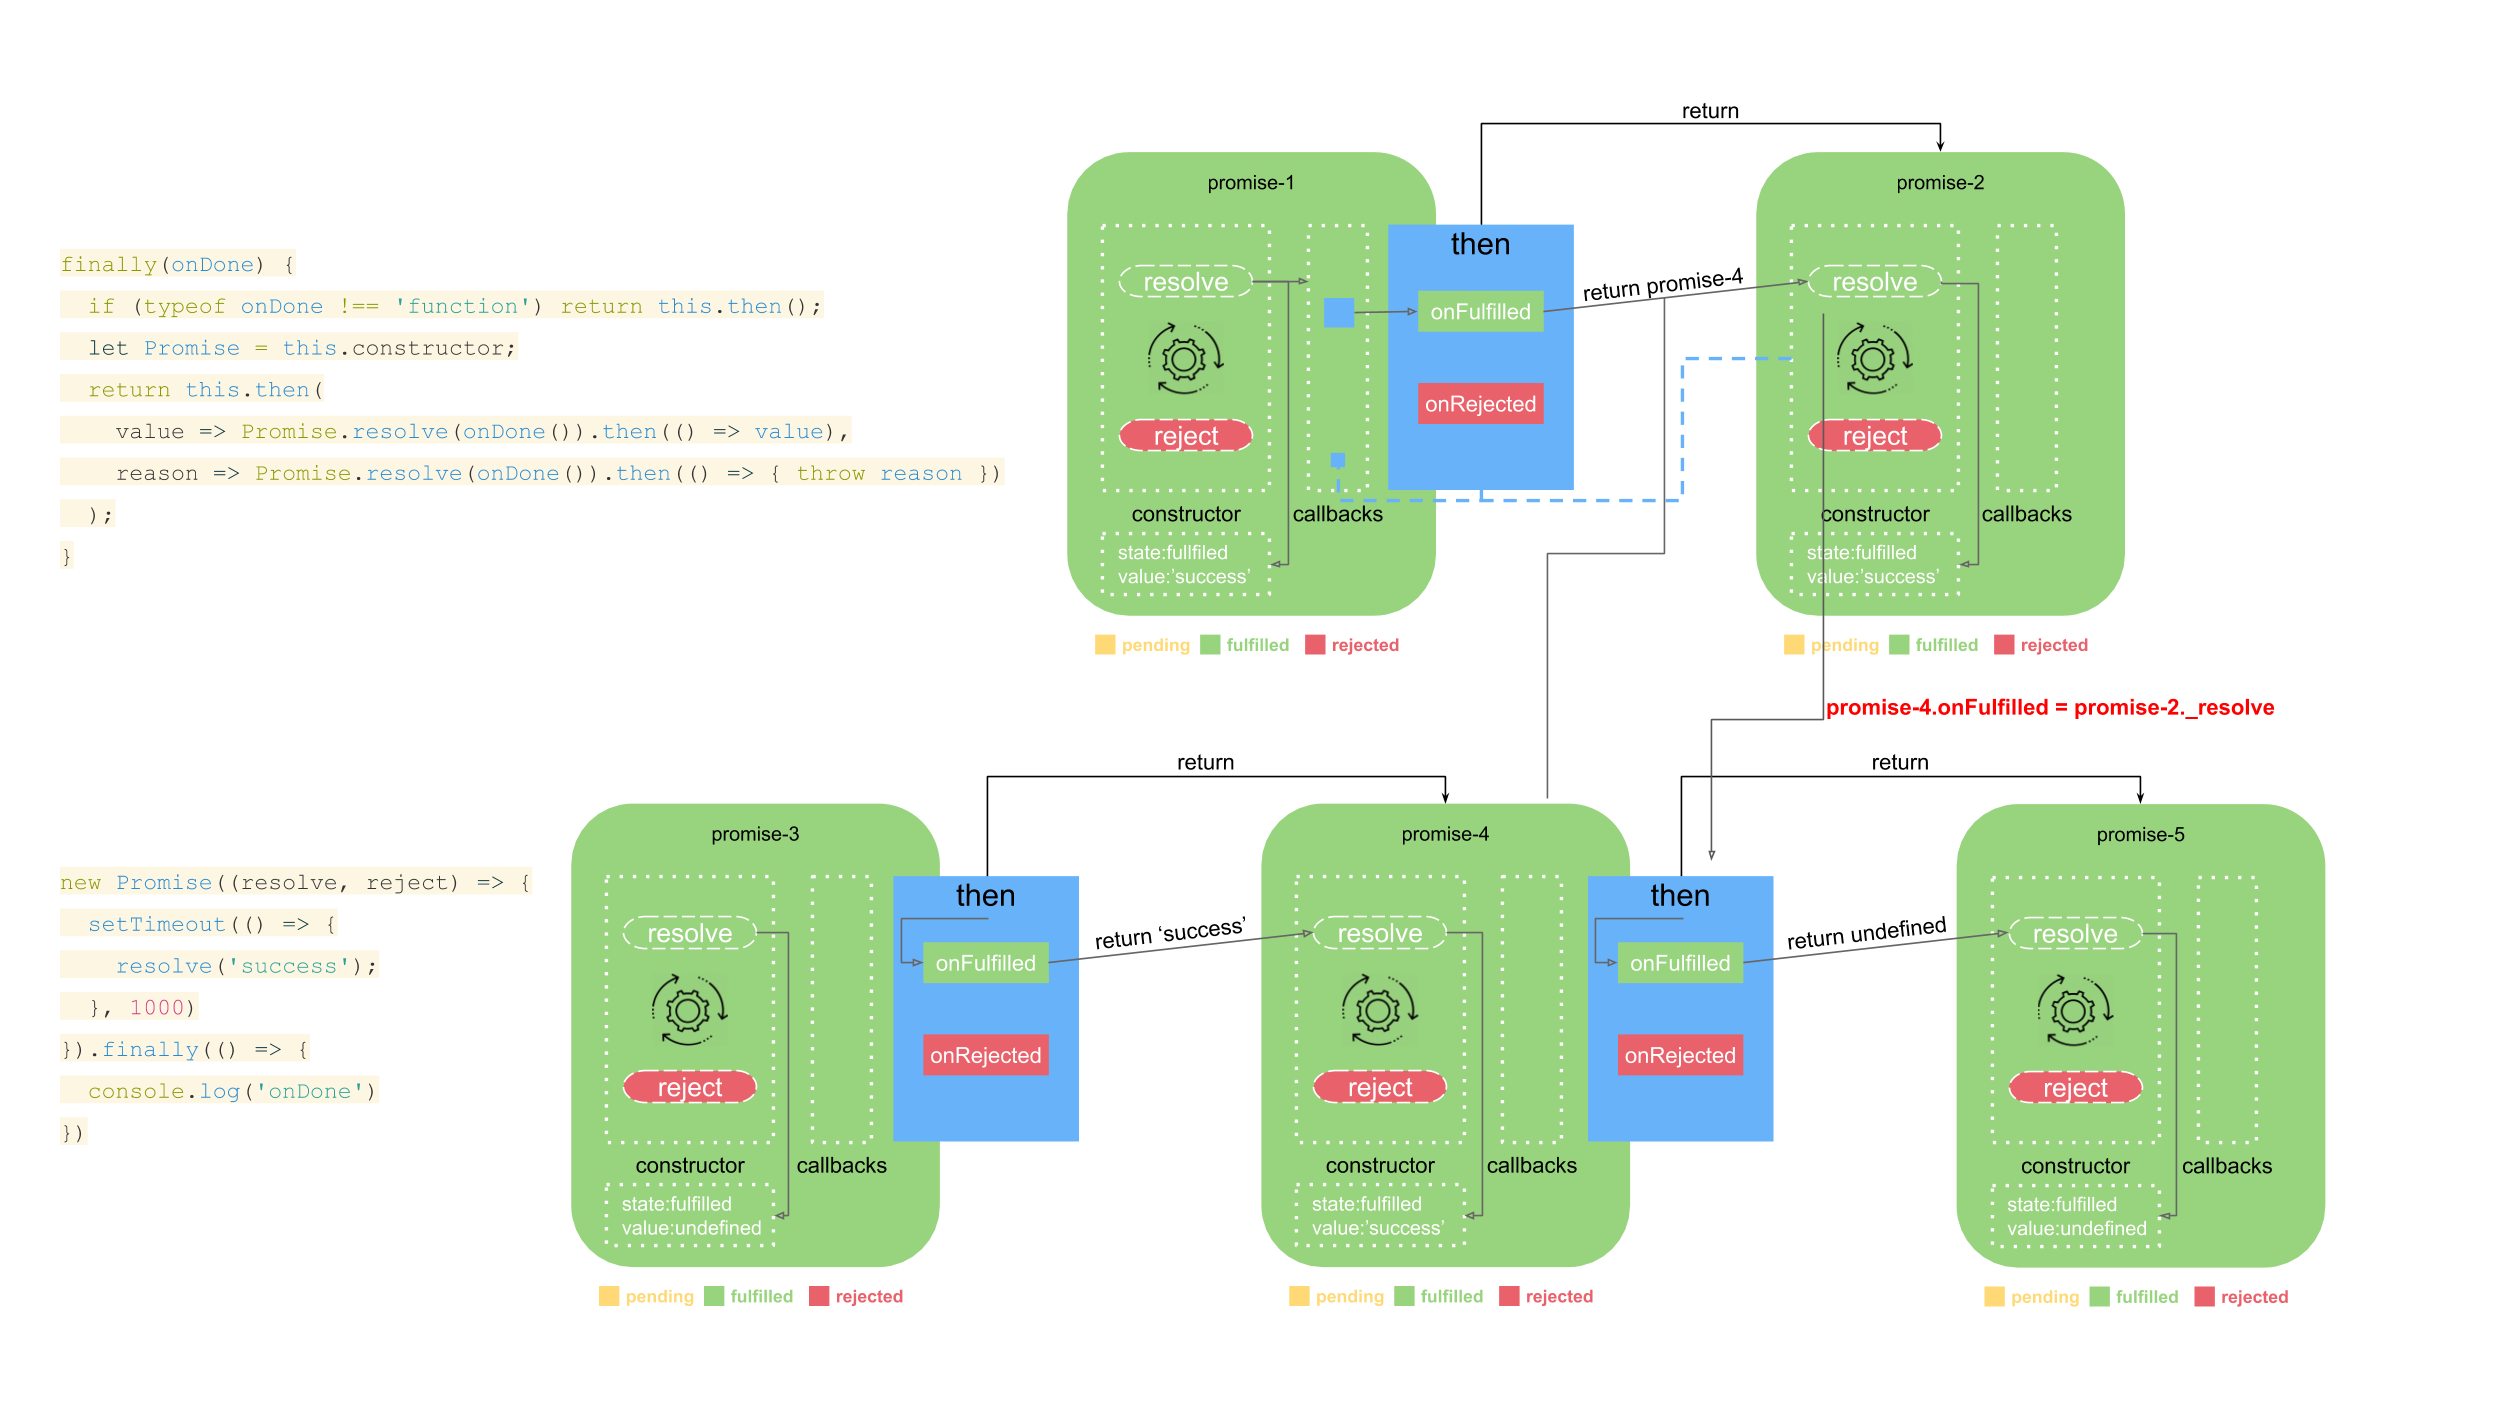 finally(onDone) {
  if (typeof onDone !== 'function') return this.then();
  let Promise = this.constructor;
  return this.then(
    value => Promise.resolve(onDone()).then(() => value),
    reason => Promise.resolve(onDone()).then(() => { throw reason })
  );
}
return
promise-1
then
resolve
onFulfilled
onRejected
reject
constructor
callbacks
state:fullfiled
value:’success’
pending
fulfilled
rejected
return promise-4
promise-2
resolve
reject
constructor
callbacks
state:fulfilled
value:’success’
pending
fulfilled
rejected
promise-4.onFulfilled = promise-2._resolve
new Promise((resolve, reject) => {
  setTimeout(() => {
    resolve('success');
  }, 1000)
}).finally(() => {
  console.log('onDone')
})
return
promise-3
then
resolve
onFulfilled
onRejected
reject
constructor
callbacks
state:fulfilled
value:undefined
pending
fulfilled
rejected
return ‘success’
return
promise-4
then
resolve
onFulfilled
onRejected
reject
constructor
callbacks
state:fulfilled
value:’success’
pending
fulfilled
rejected
return undefined
promise-5
resolve
reject
constructor
callbacks
state:fulfilled
value:undefined
pending
fulfilled
rejected